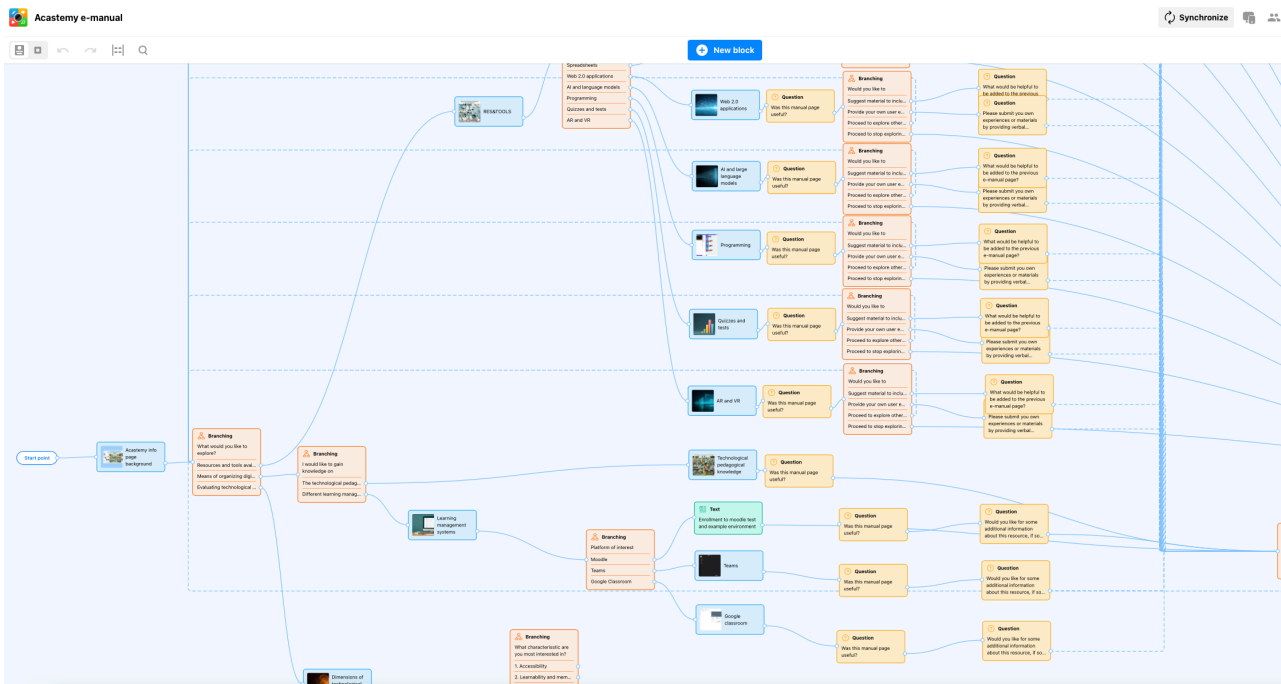 Acastemy e-manual
Synchronize
New block
Spreadsheets
Web 2.0 applications
AI and language models
Programming
Quizzes and tests
AR and VR
RES&TOOLS
Web 2.0
applications
Question
Was this manual page
useful?
Branching
Would you like to
Suggest material to inclu...
Provide your own user e...
Proceed to explore other...
Proceed to stop explorin...
Question
What would be helpful to
be added to the previous
Question
Please submit you own
experiences or materials
by providing verbal...
AI and large
language
models
Question
Was this manual page
useful?
Branching
Would you like to
Suggest material to inclu...
Provide your own user e...
Proceed to explore other...
Proceed to stop explorin...
Question
What would be helpful to
be added to the previous
e-manual page?
Please submit you own
experiences or materials
by providing verbal...
Programming
Question
Was this manual page
useful?
Branching
Would you like to
Suggest material to inclu...
Provide your own user e...
Proceed to explore other...
Proceed to stop explorin...
Question
What would be helpful to
be added to the previous
e-manual page?
Please submit you own
experiences or materials
by providing verbal...
Quizzes and
tests
Question
Was this manual page
useful?
Branching
Would you like to
Suggest material to inclu...
Provide your own user e...
Proceed to explore other...
Proceed to stop explorin...
Question
What would be helpful to
be added to the previous
e-manual page?
Please submit you own
experiences or materials
by providing verbal...
AR and VR
Question
Was this manual page
useful?
Branching
Would you like to
Suggest material to inclu...
Provide your own user e...
Proceed to explore other...
Proceed to stop explorin...
Question
What would be helpful to
be added to the previous
e-manual page?
Please submit you own
experiences or materials
by providing verbal...
Start point
Acastemy info
page
background
Branching
What would you like to
explore?
Resources and tools avai...
Means of organizing digi...
Evaluating technological ...
Branching
I would like to gain
knowledge on
The technological pedag...
Different learning manag...
Technological
pedagogical
knowledge
Question
Was this manual page
useful?
Learning
management
systems
Branching
Platform of interest
Moodle
Teams
Google Classroom
Text
Enrollment to moodle test
and example environment
Question
Was this manual page
useful?
Question
Would you like for some
additional information
about this resource, if so...
Teams
Question
Was this manual page
useful?
Question
Would you like for some
additional information
about this resource, if so...
Google
classroom
Question
Was this manual page
useful?
Question
Would you like for some
additional information
about this resource, if so...
Branching
What characterisstic are
you most interested in?
1. Accessibility
2. Learnability and mem...
Dimensions of
technological